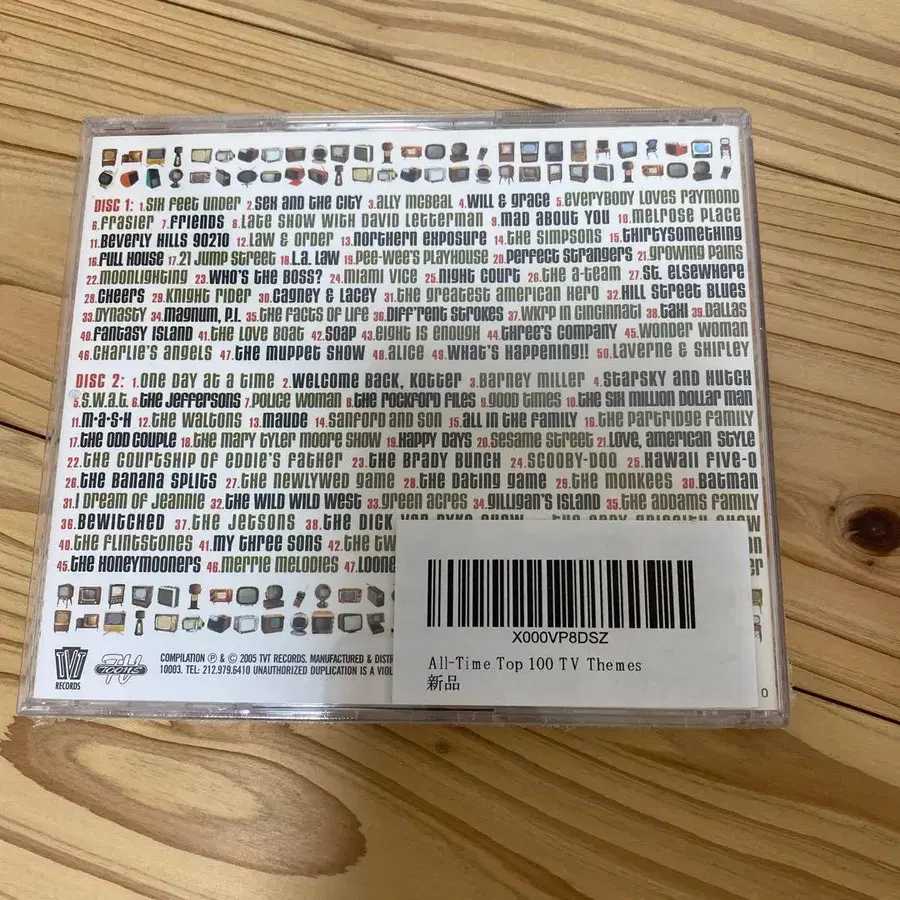 DISC 1: 1.SIX FEET UNDER 2.SEX AND THE CITY 3.ALLY MCBEAL 4.WILL & GRACE 5.EVERYBODY LOVES RAYMOND
6.FRASIER 7.FRIENDS 8.LATE SHOW WITH DAVID LETTERMAN 9.MAD ABOUT YOU 10.MELROSE PLACE
11.BEVERLY HILLS 90210 12.LAW & ORDER 13.NORTHERN EXPOSURE 14.THE SIMPSONS 15.THIRTYSOMETHING
16.FULL HOUSE 17.21 JUMP STREET 18.L.A. LAW 19.PEE-WEE'S PLAYHOUSE 20.PERFECT STRANGERS 21.GROWING PAINS
22.MOONLIGHTING 23.WHO'S THE BOSS? 24.MIAMI VICE 25.NIGHT COURT 26.THE A-TEAM 27.ST. ELSEWHERE
28.CHEERS 29.KNIGHT RIDER 30.CAGNEY & LACEY 31.THE GREATEST AMERICAN HERO 32.HILL STREET BLUES
33.DYNASTY 34.MAGNUM, P.I. 35.THE FACTS OF LIFE 36.DIFF'RENT STROKES 37.WKRP IN CINCINNATI 38.TAXI 39.DALLAS
40.FANTASY ISLAND 41.THE LOVE BOAT 42.SOAP 43.EIGHT IS ENOUGH 44.THREE'S COMPANY 45.WONDER WOMAN
46.CHARLIE'S ANGELS 47.THE MUPPET SHOW 48.ALICE 49.WHAT'S HAPPENING!! 50.LAVERNE & SHIRLEY
DISC 2: 1.ONE DAY AT A TIME 2.WELCOME BACK, KOTTER 3.BARNEY MILLER 4.STARSKY AND HUTCH
5.S.W.A.T. 6.THE JEFFERSONS 7.POLICE WOMAN 8.THE ROCKFORD FILES 9.GOOD TIMES 10.THE SIX MILLION DOLLAR MAN
11.M*A*S*H 12.THE WALTONS 13.MAUDE 14.SANFORD AND SON 15.ALL IN THE FAMILY 16.THE PARTRIDGE FAMILY
17.THE ODD COUPLE 18.THE MARY TYLER MOORE SHOW 19.HAPPY DAYS 20.SESAME STREET 21.LOVE, AMERICAN STYLE
22.THE COURTSHIP OF EDDIE'S FATHER 23.THE BRADY BUNCH 24.SCOOBY-DOO 25.HAWAII FIVE-O
26.THE BANANA SPLITS 27.THE NEWLYWED GAME 28.THE DATING GAME 29.THE MONKEES 30.BATMAN
31.I DREAM OF JEANNIE 32.THE WILD WILD WEST 33.GREEN ACRES 34.GILLIGAN'S ISLAND 35.THE ADDAMS FAMILY
36.BEWITCHED 37.THE JETSONS 38.THE DICK VAN DYKE SHOW THE ANDY GRIFFITH SHOW
40.THE FLINTSTONES 41.MY THREE SONS 42.THE TW
45.THE HONEYMOONERS 46.MERRIE MELODIES 47.LOONE
TVT RECORDS
TV TOONS
COMPILATION Ⓟ & © 2005 TVT RECORDS. MANUFACTURED & DISTR
10003. TEL: 212.979.6410 UNAUTHORIZED DUPLICATION IS A VIOL
X000VP8DSZ
All-Time Top 100 TV Themes
新品
0